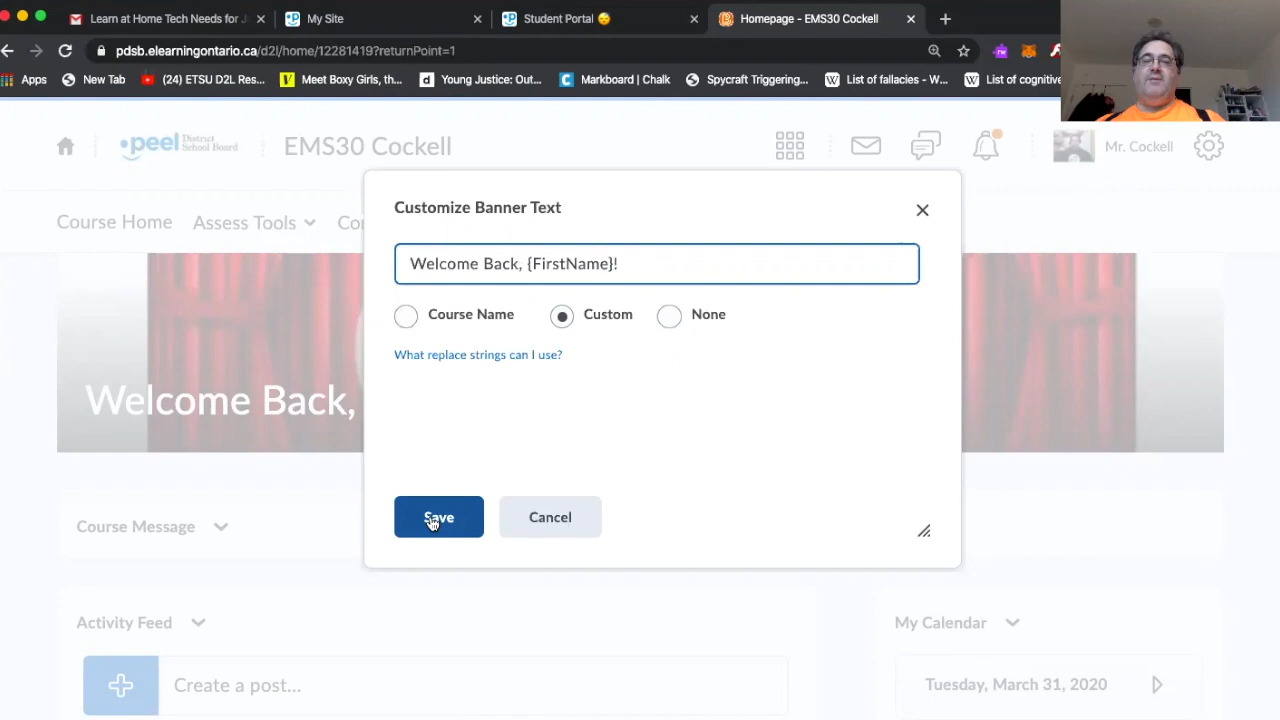 Learn at Home Tech Needs for J
My Site
Student Portal
Homepage - EMS30 Cockell
pdsb.elearningontario.ca/d2l/home/12281419?returnPoint=1
Apps
New Tab
(24) ETSU D2L Res...
Meet Boxy Girls, th...
Young Justice: Out...
Markboard | Chalk
Spycraft Triggering...
List of fallacies - W...
List of cognitive
peel District School Board
EMS30 Cockell
Mr. Cockell
Course Home
Assess Tools
Customize Banner Text
Welcome Back, {FirstName}!
Course Name
Custom
None
What replace strings can I use?
Welcome Back,
Save
Cancel
Course Message
Activity Feed
My Calendar
Create a post...
Tuesday, March 31, 2020